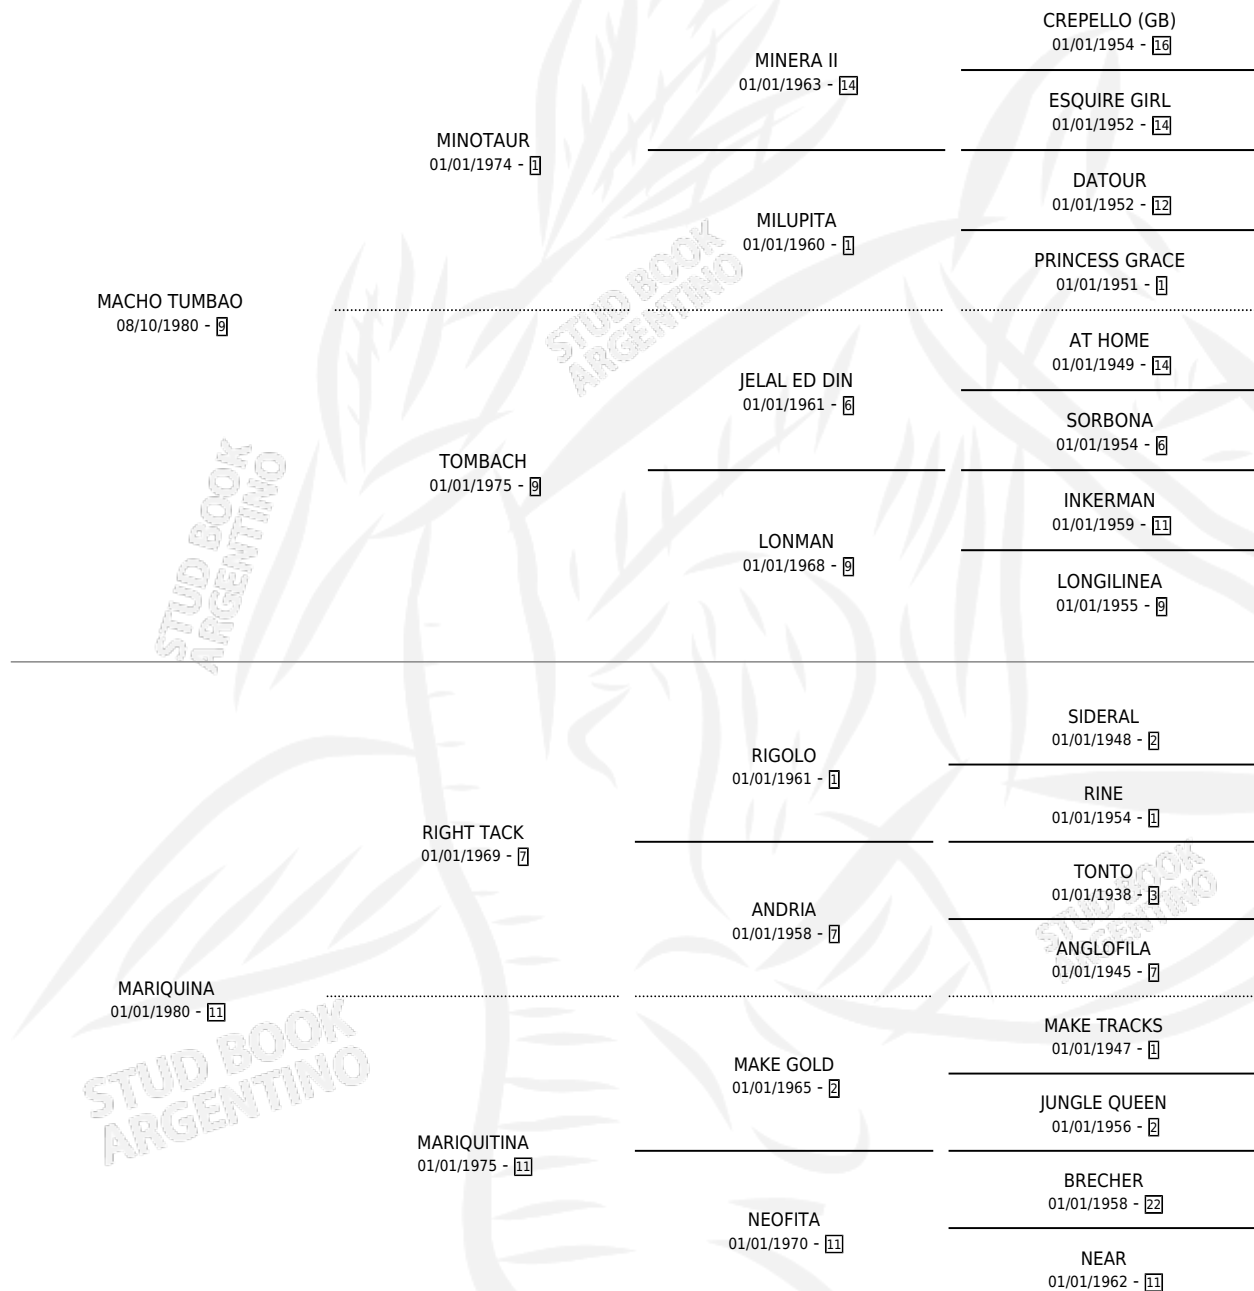 CREPELLO (GB)
01/01/1954 - 16
MINERA II
01/01/1963 - 14
ESQUIRE GIRL
01/01/1952 - 14
MINOTAUR
01/01/1974 - 1
DATOUR
01/01/1952 - 12
MILUPITA
01/01/1960 - 1
PRINCESS GRACE
01/01/1951 - 1
MACHO TUMBAO
08/10/1980 - 9
AT HOME
01/01/1949 - 14
JELAL ED DIN
01/01/1961 - 6
SORBONA
01/01/1954 - 6
TOMBACH
01/01/1975 - 9
INKERMAN
01/01/1959 - 11
LONMAN
01/01/1968 - 9
LONGILINEA
01/01/1955 - 9
SIDERAL
01/01/1948 - 2
RIGOLO
01/01/1961 - 1
RINE
01/01/1954 - 1
RIGHT TACK
01/01/1969 - 7
TONTO
01/01/1938 - 3
ANDRIA
01/01/1958 - 7
ANGLOFILA
01/01/1945 - 7
MARIQUINA
01/01/1980 - 11
MAKE TRACKS
01/01/1947 - 1
MAKE GOLD
01/01/1965 - 2
JUNGLE QUEEN
01/01/1956 - 2
MARIQUITINA
01/01/1975 - 11
BRECHER
01/01/1958 - 22
NEOFITA
01/01/1970 - 11
NEAR
01/01/1962 - 11
STUD BOOK
ARGENTINO
STUD BOOK
ARGENTINO
STUD BOOK
ARGENTINO
STUD BOOK
ARGENTINO